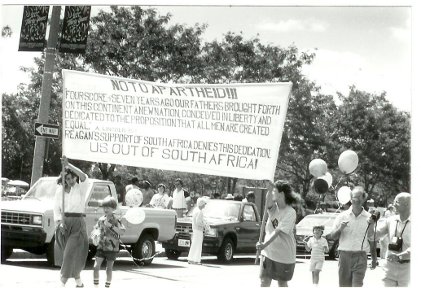 NO TO APARTHEID!!!
FOURSCORE & SEVEN YEARS AGO OUR FATHERS BROUGHT FORTH
ON THIS CONTINENT A NEW NATION, CONCEIVED IN LIBERTY AND
DEDICATED TO THE PROPOSITION THAT ALL MEN ARE CREATED
EQUAL.
REAGAN'S SUPPORT OF SOUTH AFRICA DENIES THIS DEDICATION.
US OUT OF SOUTH AFRICA!